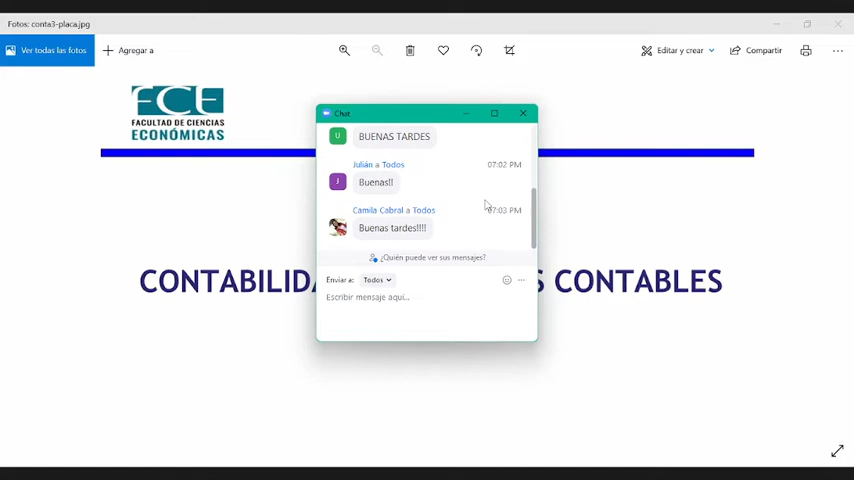 Fotos: conta3-placa.jpg
Ver todas las fotos
Agregar a
Editar y crear
Compartir
FCE
FACULTAD DE CIENCIAS
ECONÓMICAS
Chat
U
BUENAS TARDES
Julián a Todos
07:02 PM
J
Buenas!!
Camila Cabral a Todos
07:03 PM
Buenas tardes!!!!
¿Quién puede ver sus mensajes?
Enviar a:
Todos
Escribir mensaje aquí...
S CONTABLES